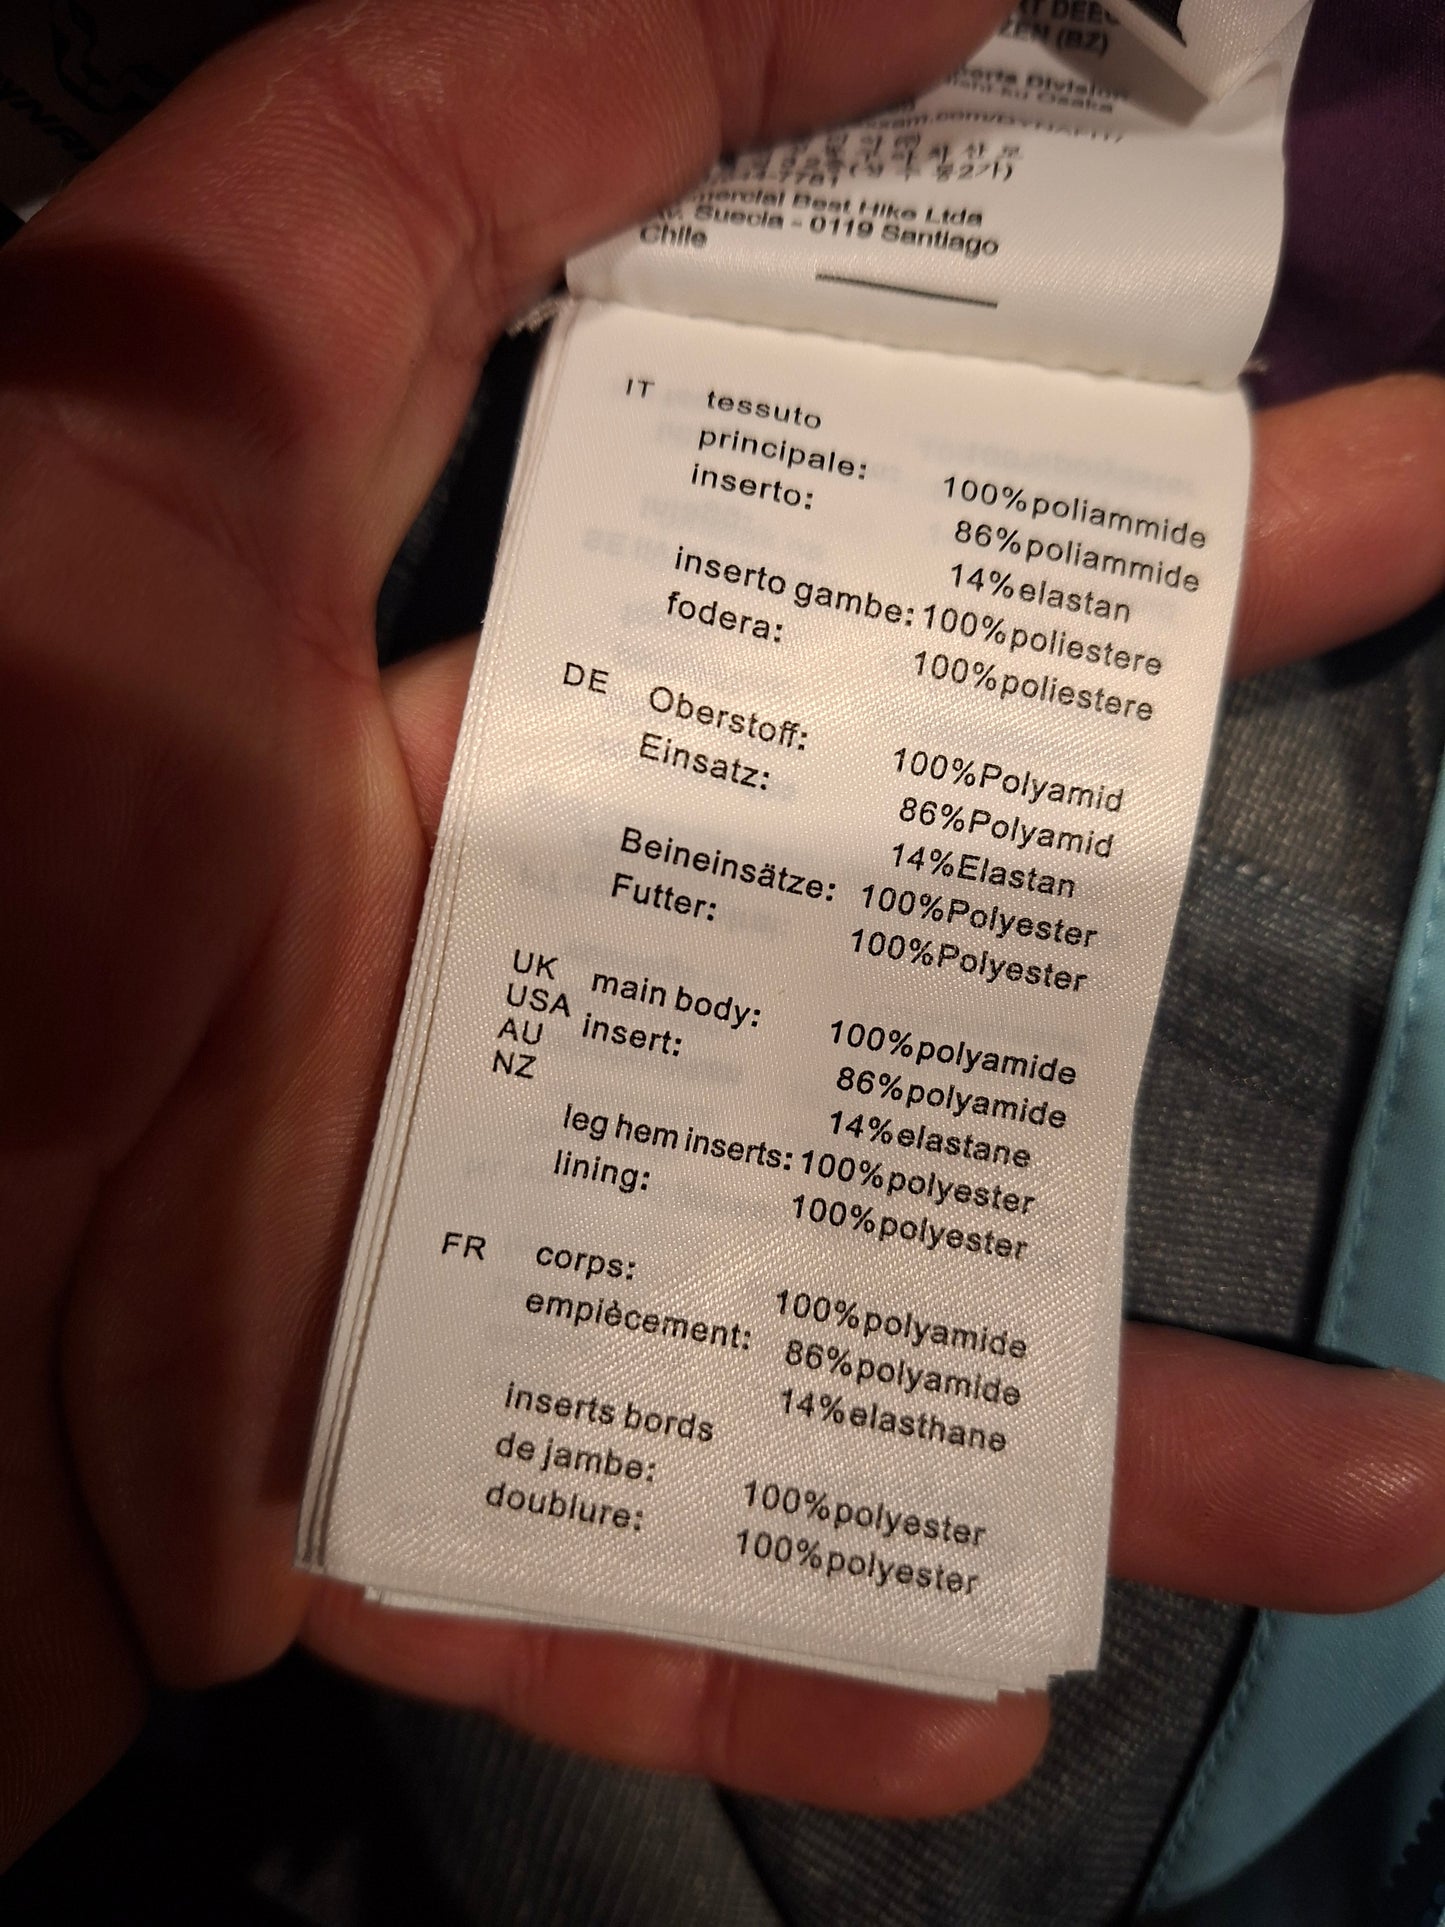 ZEN (BZ)
Osaka
Best Hike Ltda
Suecia - 0119 Santiago
Chile
IT tessuto
principale: 100%poliammide
inserto: 86%poliammide
14%elastan
inserto gambe: 100%poliestere
fodera: 100%poliestere
DE Oberstoff: 100%Polyamid
Einsatz: 86%Polyamid
14%Elastan
Beineinsätze: 100%Polyester
Futter: 100%Polyester
UK main body: 100%polyamide
USA insert: 86%polyamide
AU 14%elastane
NZ
leg hem inserts: 100%polyester
lining: 100%polyester
FR corps: 100%polyamide
empiècement: 86%polyamide
14%elasthane
inserts bords
de jambe: 100%polyester
doublure: 100%polyester